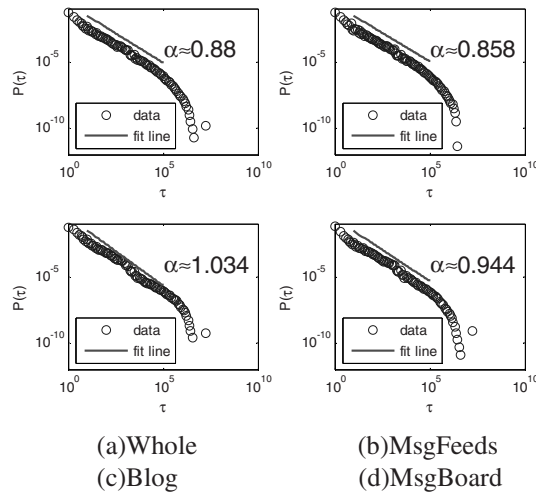 10^-5
10^-10
P(τ)
α≈0.88
data
fit line
10^0 10^5 10^10
τ
10^-5
10^-10
P(τ)
α≈0.858
data
fit line
10^0 10^5 10^10
τ
10^-5
10^-10
P(τ)
α≈1.034
data
fit line
10^0 10^5 10^10
τ
10^-5
10^-10
P(τ)
α≈0.944
data
fit line
10^0 10^5 10^10
τ
(a)Whole (b)MsgFeeds
(c)Blog (d)MsgBoard